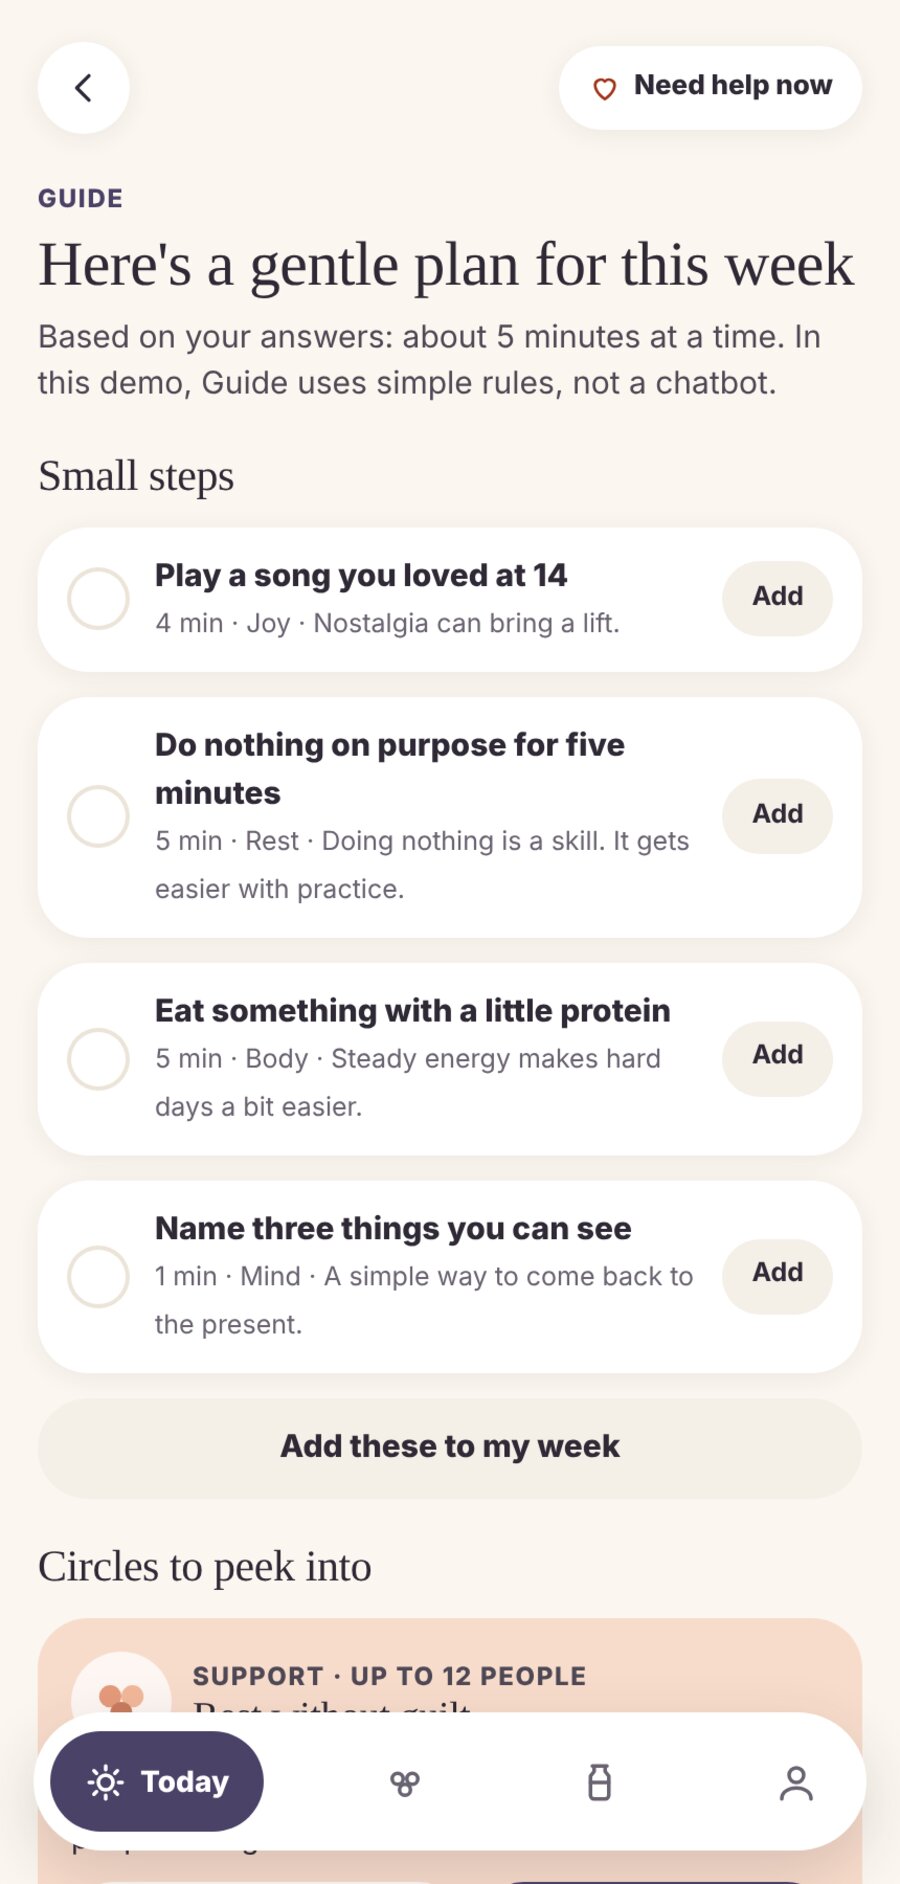 Need help now
GUIDE
Here's a gentle plan for this week
Based on your answers: about 5 minutes at a time. In
this demo, Guide uses simple rules, not a chatbot.
Small steps
Play a song you loved at 14
4 min · Joy · Nostalgia can bring a lift.
Add
Do nothing on purpose for five
minutes
5 min · Rest · Doing nothing is a skill. It gets
easier with practice.
Add
Eat something with a little protein
5 min · Body · Steady energy makes hard
days a bit easier.
Add
Name three things you can see
1 min · Mind · A simple way to come back to
the present.
Add
Add these to my week
Circles to peek into
SUPPORT · UP TO 12 PEOPLE
Rest without guilt
Today